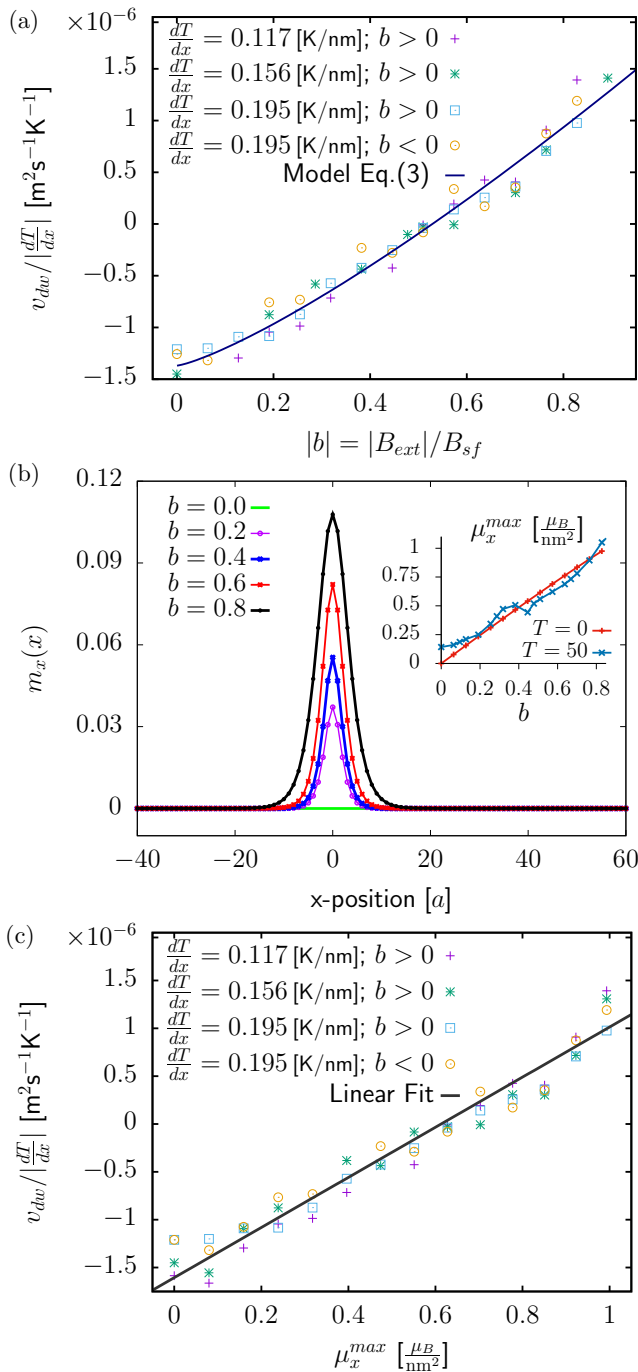 (a)
×10⁻⁶
dT/dx = 0.117 [K/nm]; b > 0
dT/dx = 0.156 [K/nm]; b > 0
dT/dx = 0.195 [K/nm]; b > 0
dT/dx = 0.195 [K/nm]; b < 0
Model Eq.(3)
1.5
1
0.5
0
−0.5
−1
−1.5
v_{dw}/|dT/dx| [m²s⁻¹K⁻¹]
0 0.2 0.4 0.6 0.8
|b| = |B_{ext}|/B_{sf}
(b)
0.12
0.09
0.06
0.03
0
m_x(x)
b = 0.0
b = 0.2
b = 0.4
b = 0.6
b = 0.8
μ_x^{max} [μ_B/nm²]
1
0.75
0.5
0.25
0
T = 0
T = 50
0 0.2 0.4 0.6 0.8
b
−40 −20 0 20 40 60
x-position [a]
(c)
×10⁻⁶
dT/dx = 0.117 [K/nm]; b > 0
dT/dx = 0.156 [K/nm]; b > 0
dT/dx = 0.195 [K/nm]; b > 0
dT/dx = 0.195 [K/nm]; b < 0
Linear Fit
1.5
1
0.5
0
−0.5
−1
−1.5
v_{dw}/|dT/dx| [m²s⁻¹K⁻¹]
0 0.2 0.4 0.6 0.8 1
μ_x^{max} [μ_B/nm²]